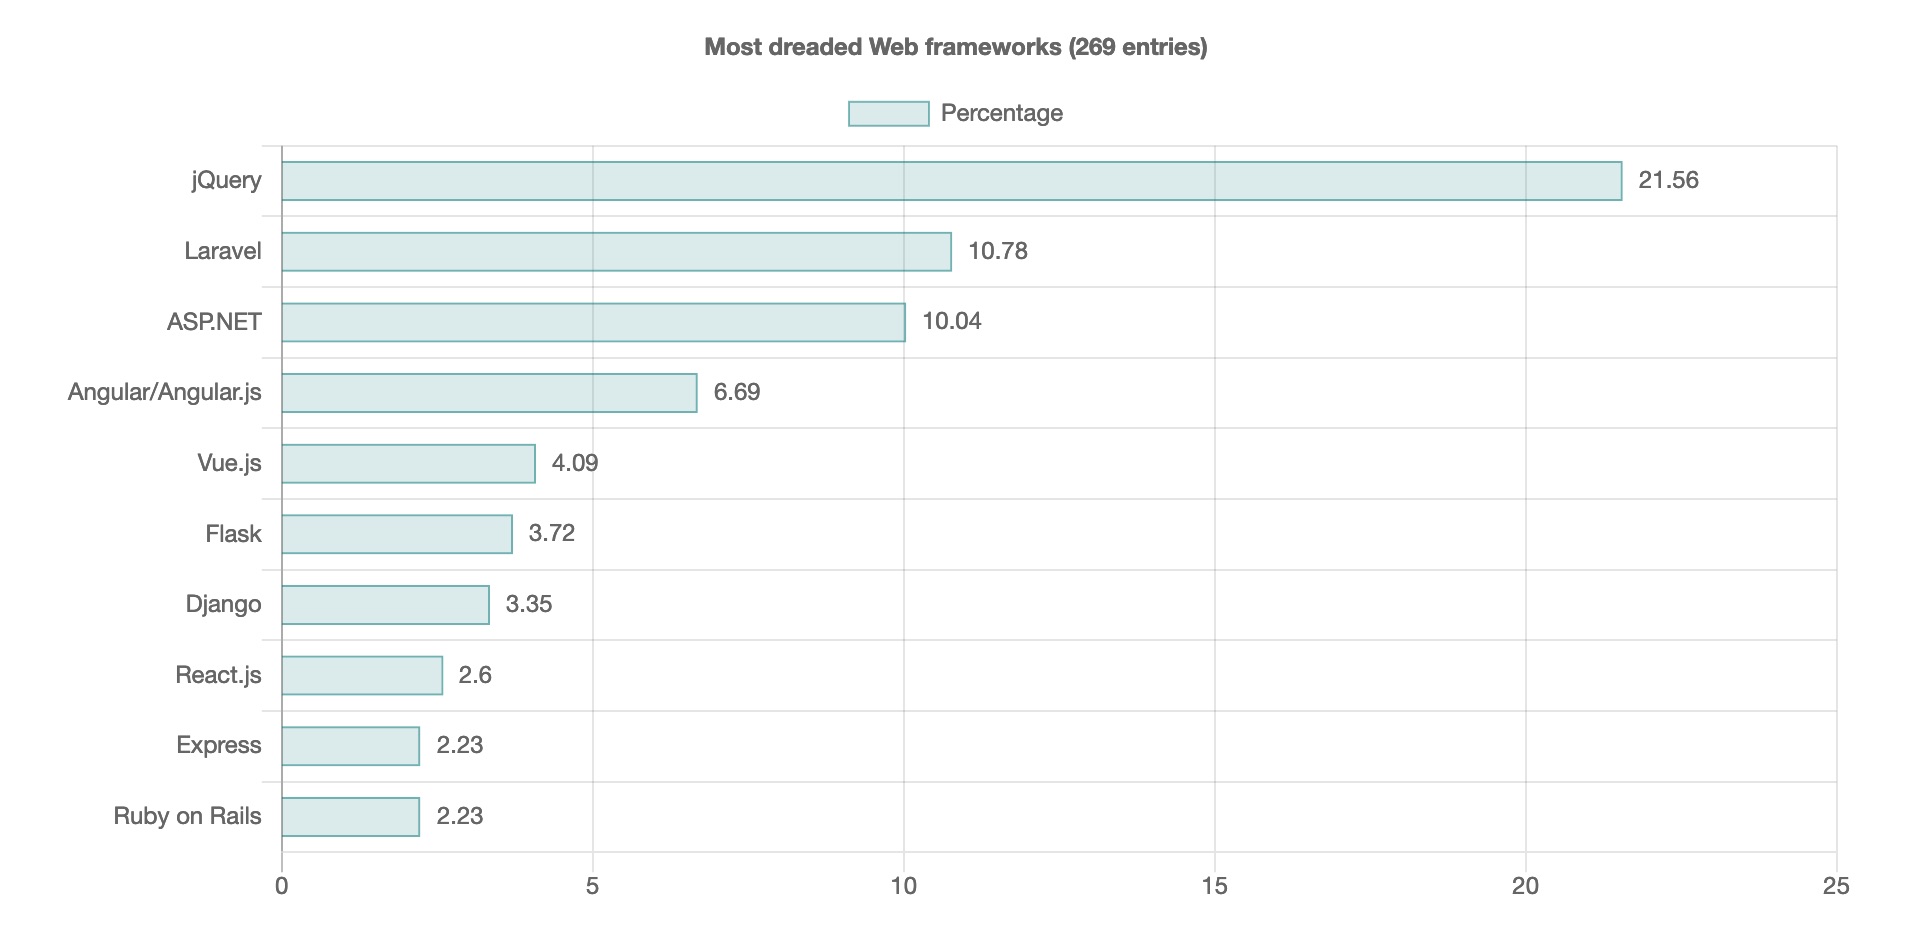 Most dreaded Web frameworks (269 entries)
Percentage
jQuery 21.56
Laravel 10.78
ASP.NET 10.04
Angular/Angular.js 6.69
Vue.js 4.09
Flask 3.72
Django 3.35
React.js 2.6
Express 2.23
Ruby on Rails 2.23
0 5 10 15 20 25